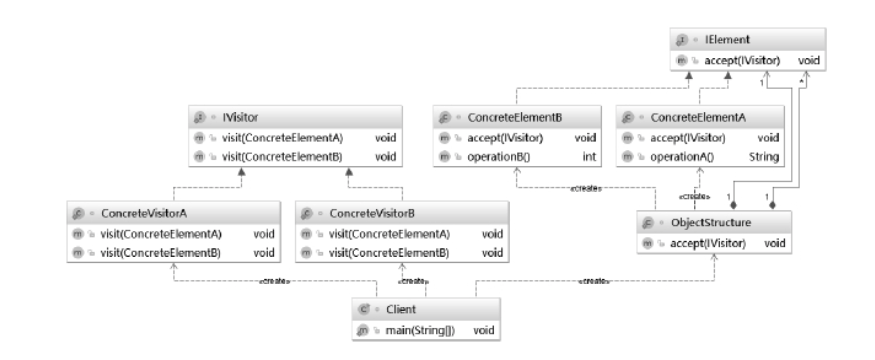 IElement
accept(IVisitor) void
1 *
IVisitor
visit(ConcreteElementA) void
visit(ConcreteElementB) void
ConcreteElementB
accept(IVisitor) void
operationB() int
ConcreteElementA
accept(IVisitor) void
operationA() String
«create» «create» 1 1
ConcreteVisitorA
visit(ConcreteElementA) void
visit(ConcreteElementB) void
ConcreteVisitorB
visit(ConcreteElementA) void
visit(ConcreteElementB) void
ObjectStructure
accept(IVisitor) void
«create» «create» «create»
Client
main(String[]) void